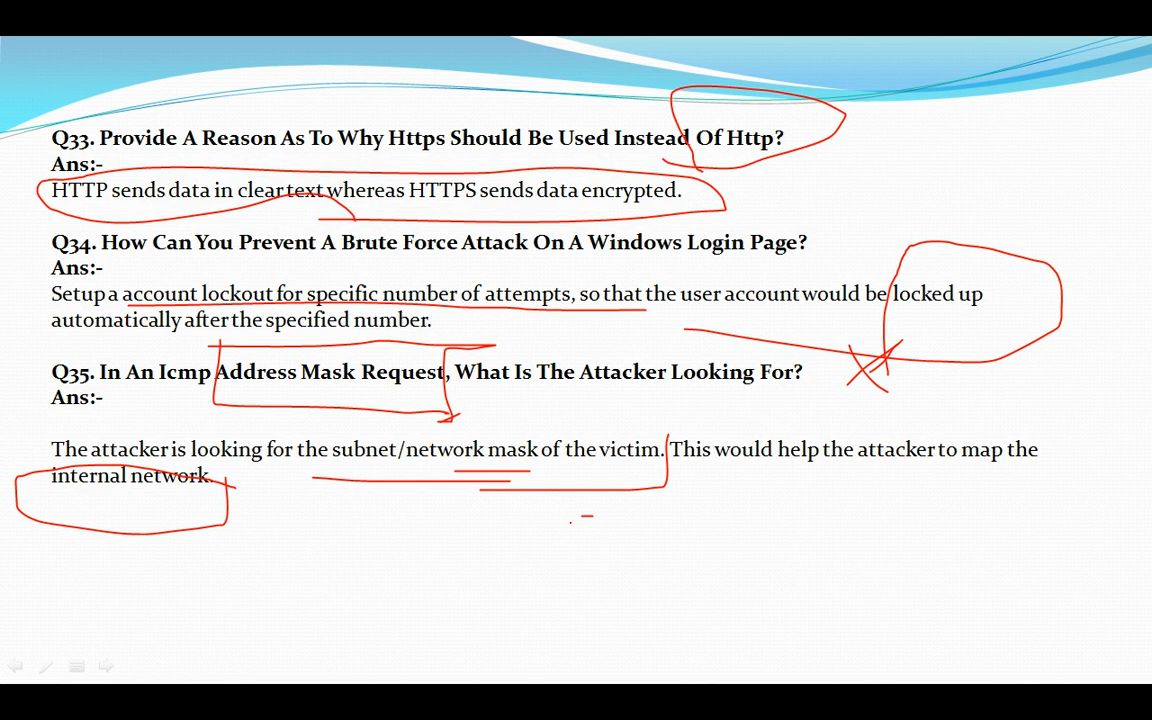 Q33. Provide A Reason As To Why Https Should Be Used Instead Of Http?
Ans:-
HTTP sends data in clear text whereas HTTPS sends data encrypted.
Q34. How Can You Prevent A Brute Force Attack On A Windows Login Page?
Ans:-
Setup a account lockout for specific number of attempts, so that the user account would be locked up
automatically after the specified number.
Q35. In An Icmp Address Mask Request, What Is The Attacker Looking For?
Ans:-
The attacker is looking for the subnet/network mask of the victim. This would help the attacker to map the
internal network.